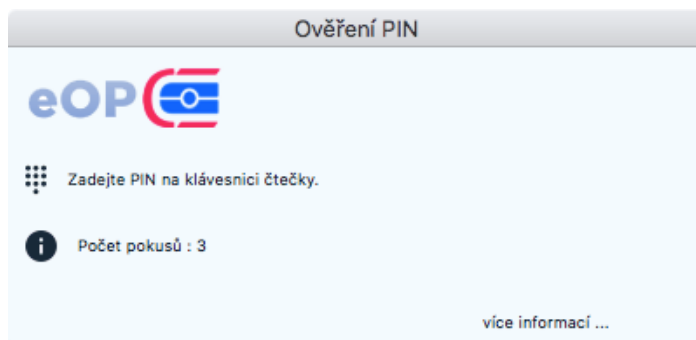 Ověření PIN
eOP
Zadejte PIN na klávesnici čtečky.
Počet pokusů : 3
více informací ...